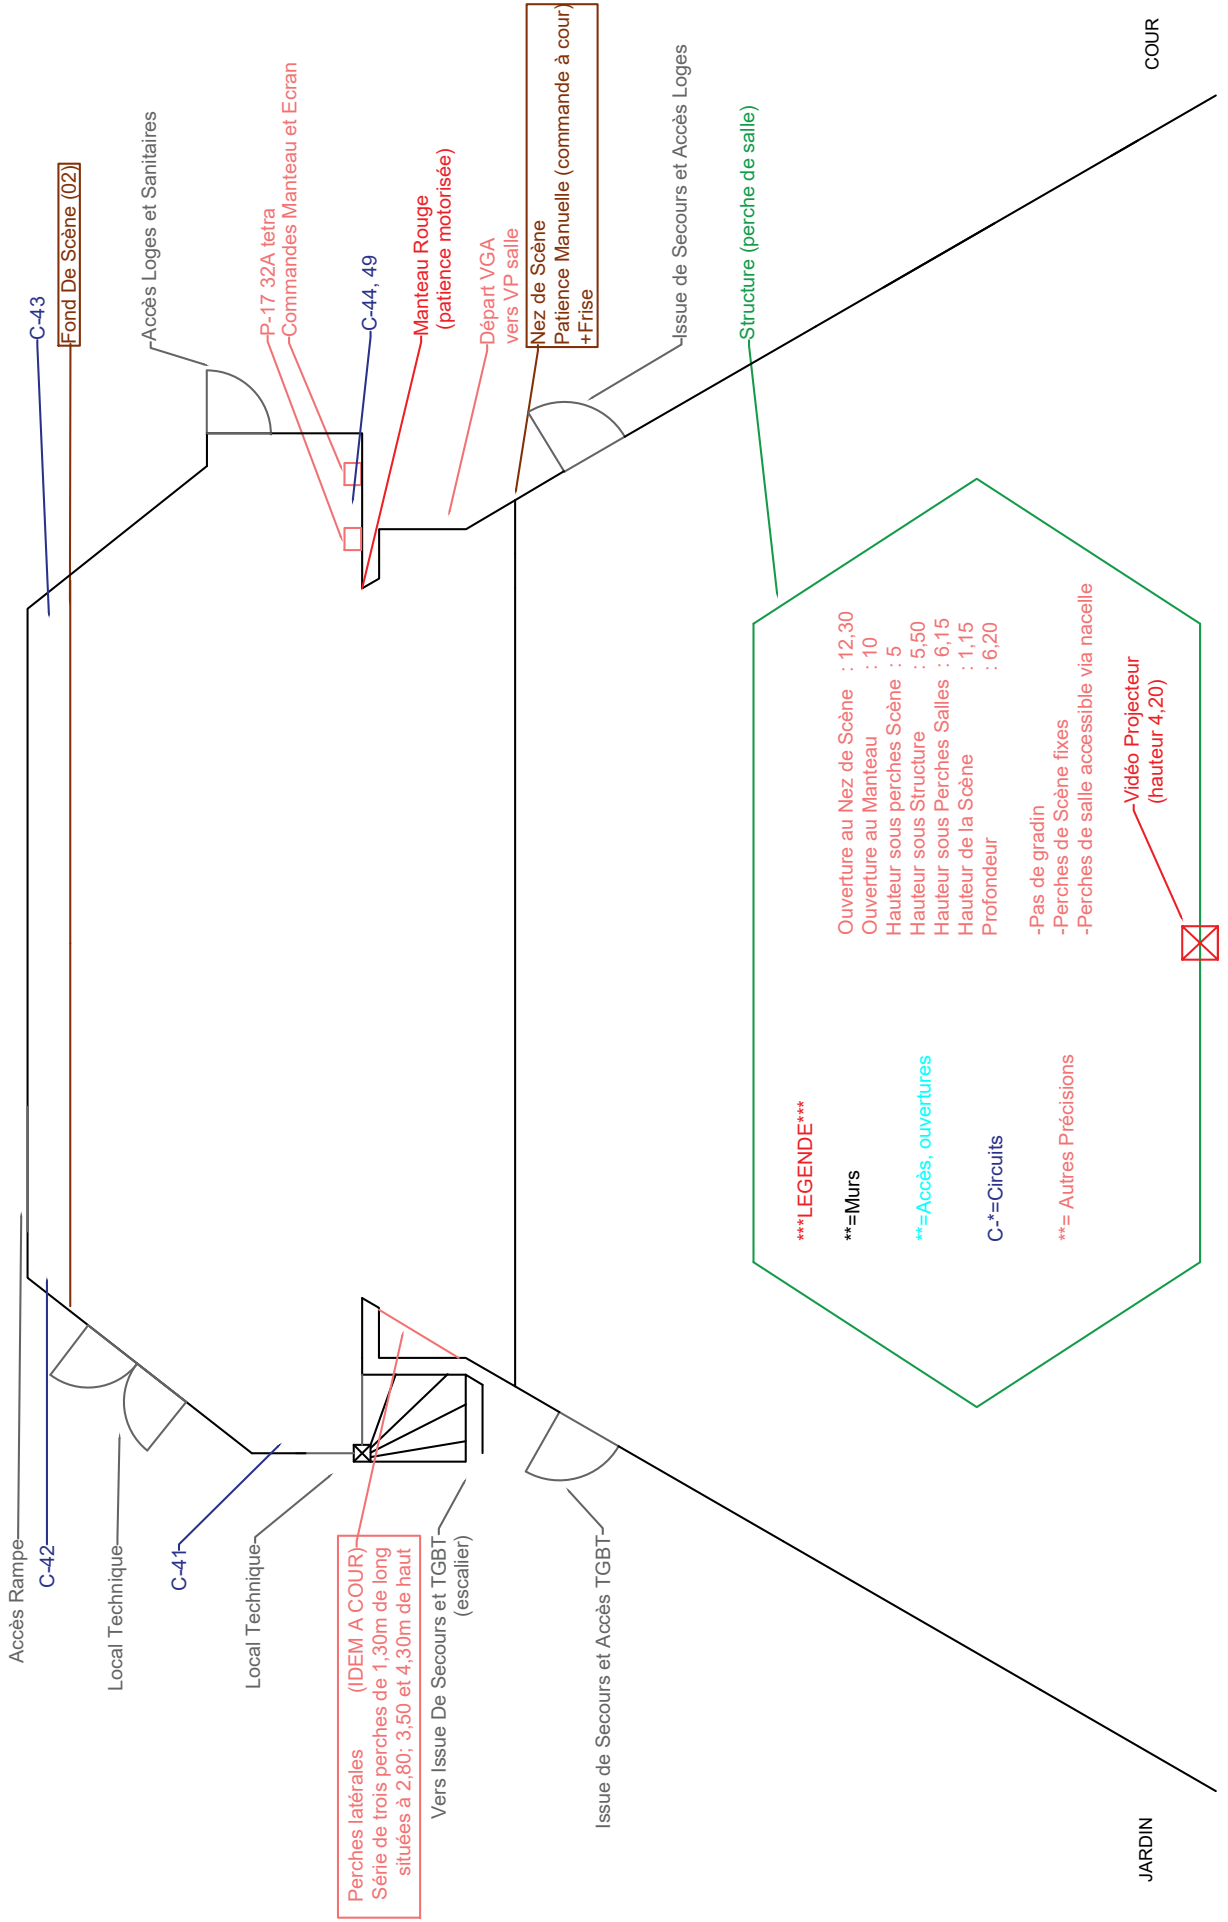 Accès Rampe
C-42
Local Technique
C-41
Local Technique
Perches latérales (IDEM A COUR)
Série de trois perches de 1,30m de long
situées à 2,80; 3,50 et 4,30m de haut
Vers Issue De Secours et TGBT
(escalier)
Issue de Secours et Accès TGBT
JARDIN
C-43
Fond De Scène (02)
Accès Loges et Sanitaires
P-17 32A tetra
Commandes Manteau et Ecran
C-44, 49
Manteau Rouge
(patience motorisée)
Départ VGA
vers VP salle
Nez de Scène
Patience Manuelle (commande à cour)
+Frise
Issue de Secours et Accès Loges
Structure (perche de salle)
COUR
***LEGENDE***
**=Murs
**=Accès, ouvertures
C-*=Circuits
**= Autres Précisions
Ouverture au Nez de Scène : 12,30
Ouverture au Manteau : 10
Hauteur sous perches Scène : 5
Hauteur sous Structure : 5,50
Hauteur sous Perches Salles : 6,15
Hauteur de la Scène : 1,15
Profondeur : 6,20
-Pas de gradin
-Perches de Scène fixes
-Perches de salle accessible via nacelle
Vidéo Projecteur
(hauteur 4,20)